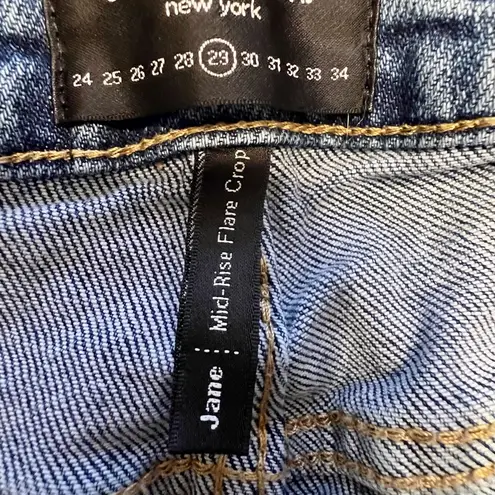 new york
24 25 26 27 28 29 30 31 32 33 34
Jane Mid-Rise Flare Crop